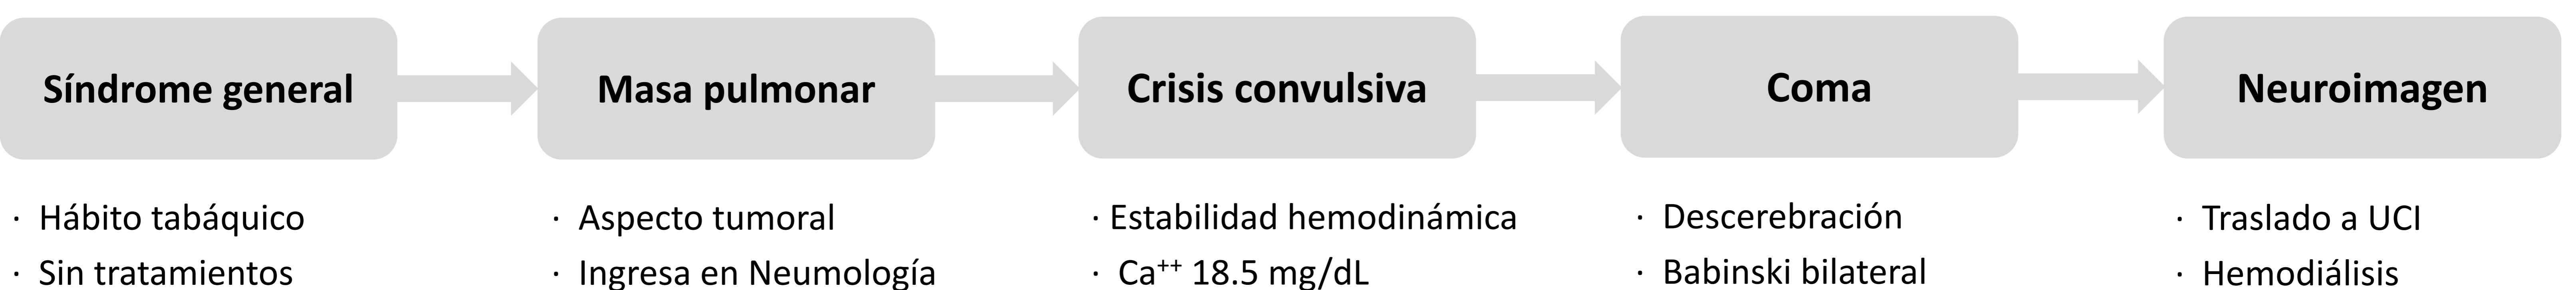 Síndrome general
· Hábito tabáquico
· Sin tratamientos
Masa pulmonar
· Aspecto tumoral
· Ingresa en Neumología
Crisis convulsiva
· Estabilidad hemodinámica
· Ca⁺⁺ 18.5 mg/dL
Coma
· Descerebración
· Babinski bilateral
Neuroimagen
· Traslado a UCI
· Hemodiálisis